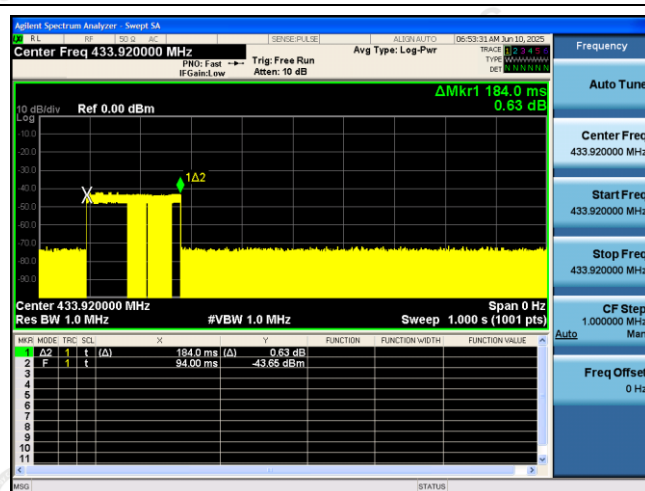 Agilent Spectrum Analyzer - Swept SA
RL RF 50 Ω AC SENSE:PULSE ALIGN AUTO 06:53:31 AM Jun 10, 2025
Center Freq 433.920000 MHz Avg Type: Log-Pwr TRACE 1 2 3 4 5 6
PNO: Fast Trig: Free Run TYPE WWWWWW
IFGain:Low Atten: 10 dB DET N N N N N N
ΔMkr1 184.0 ms
10 dB/div Ref 0.00 dBm 0.63 dB
Log
-10.0
-20.0
-30.0
1Δ2
-40.0
X
-50.0
-60.0
-70.0
-80.0
-90.0
Center 433.920000 MHz Span 0 Hz
Res BW 1.0 MHz #VBW 1.0 MHz Sweep 1.000 s (1001 pts)
MKR MODE TRC SCL X Y FUNCTION FUNCTION WIDTH FUNCTION VALUE
1 Δ2 1 t (Δ) 184.0 ms (Δ) 0.63 dB
2 F 1 t 94.00 ms -43.65 dBm
3
4
5
6
7
8
9
10
11
MSG STATUS
Frequency
Auto Tune
Center Freq
433.920000 MHz
Start Freq
433.920000 MHz
Stop Freq
433.920000 MHz
CF Step
1.000000 MHz
Auto Man
Freq Offset
0 Hz